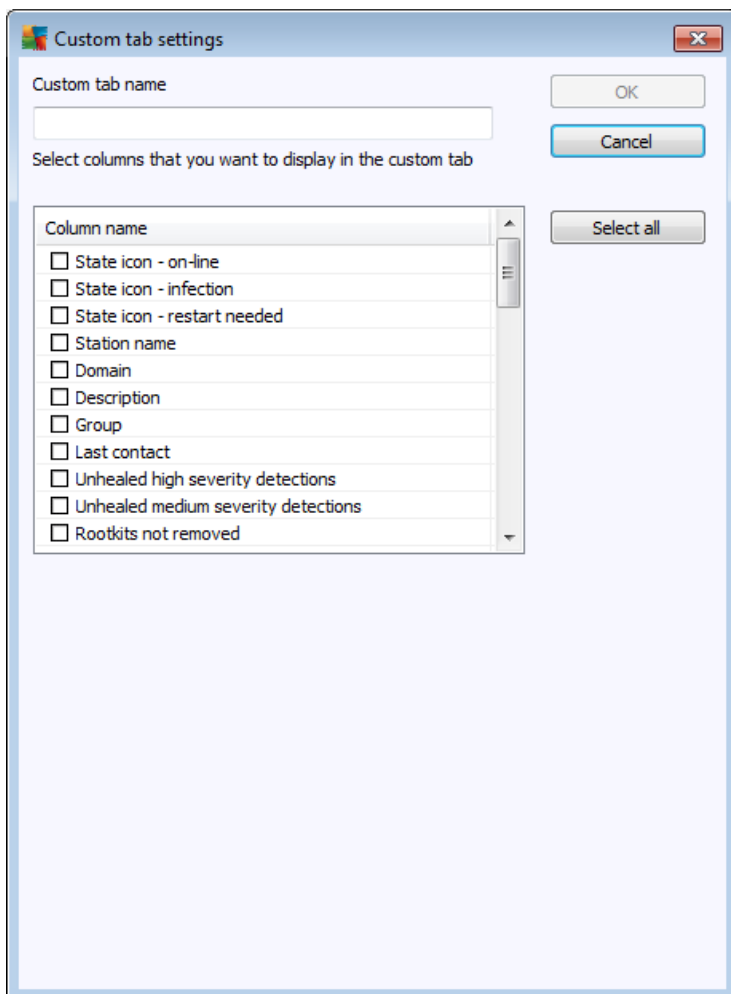 Custom tab settings
Custom tab name
OK
Cancel
Select columns that you want to display in the custom tab
Select all
Column name
State icon - on-line
State icon - infection
State icon - restart needed
Station name
Domain
Description
Group
Last contact
Unhealed high severity detections
Unhealed medium severity detections
Rootkits not removed